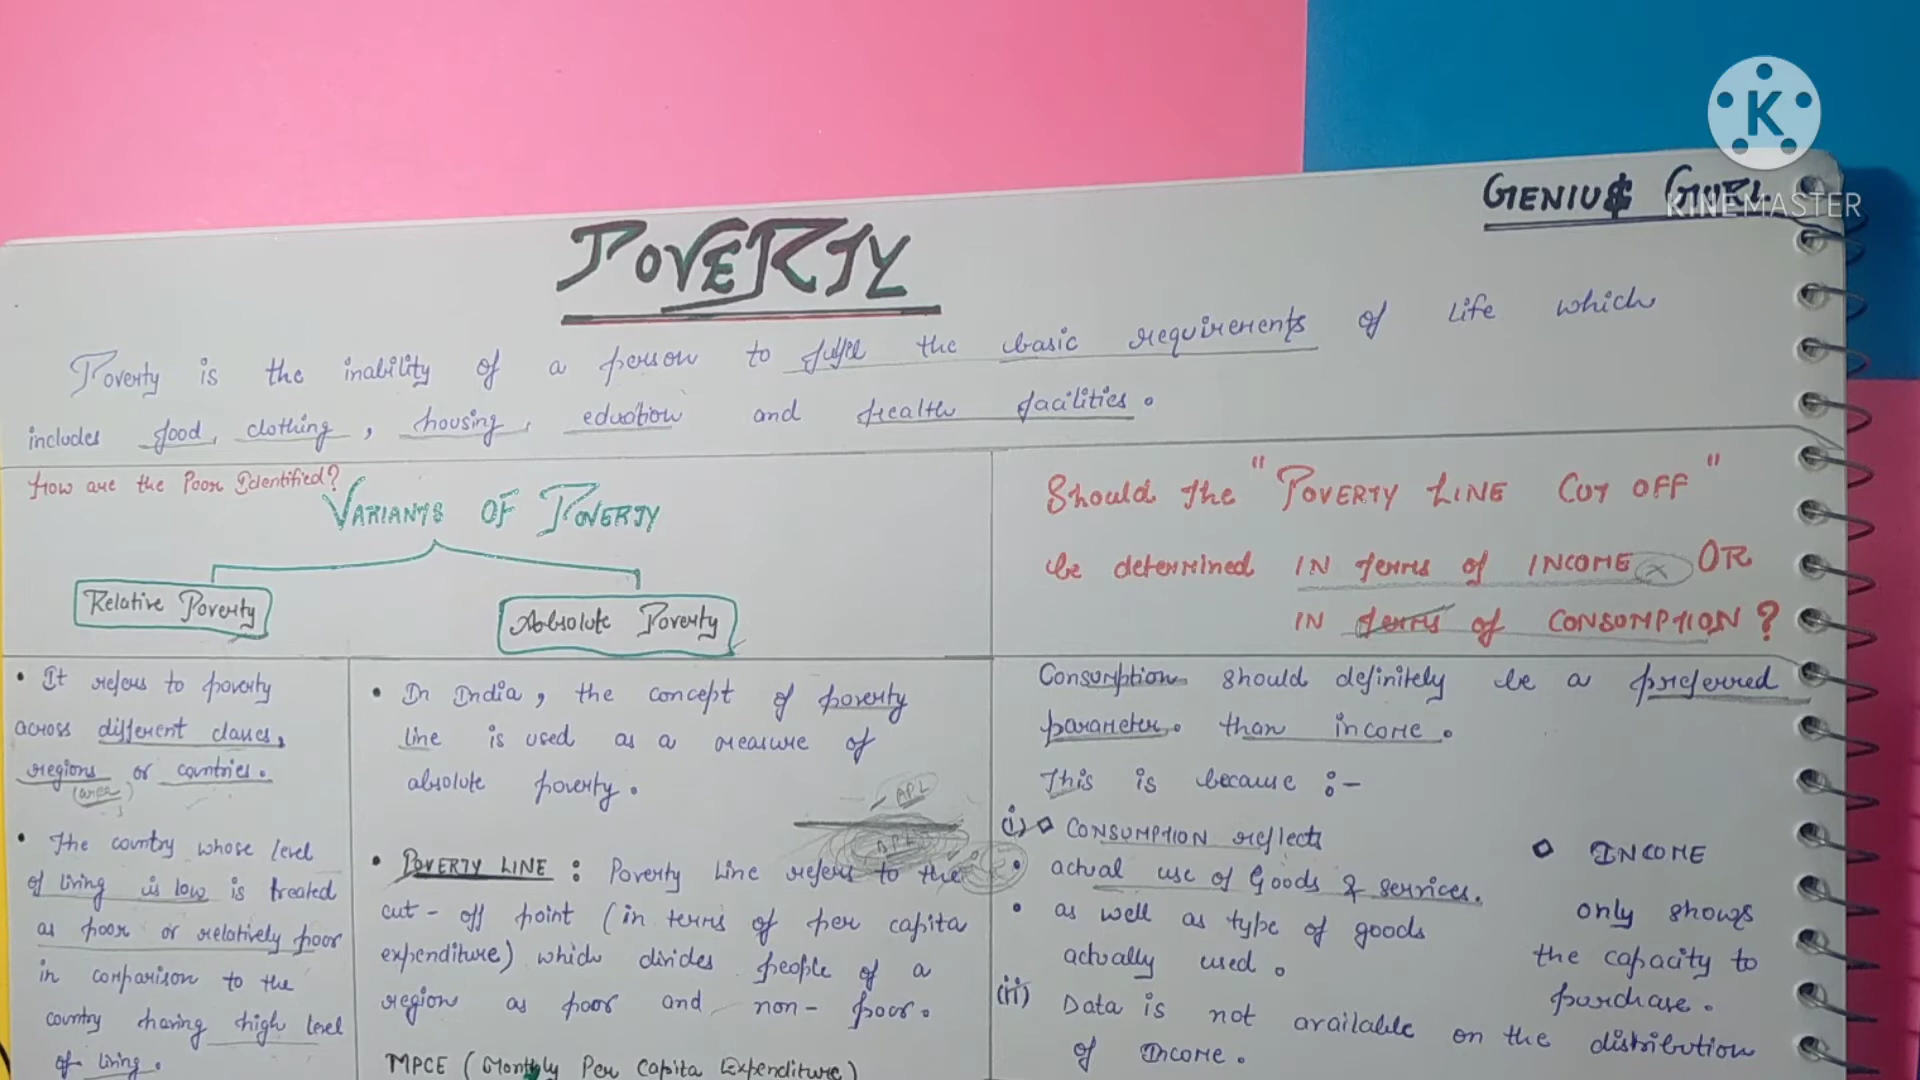 K
KINEMASTER
GENIU$ GURL
POVERTY
Poverty is the inability of a person to fulfil the basic requirements of life which
includes food, clothing, housing, education and health facilities.
How are the Poor Identified?
VARIANTS OF POVERTY
Relative Poverty
Absolute Poverty
• It refers to poverty
across different classes,
regions or countries.
(area)
• The country whose level
of living is low is treated
as poor or relatively poor
in comparison to the
country having high level
of living.
• In India, the concept of poverty
line is used as a measure of
absolute poverty.
APL
BPL
• POVERTY LINE : Poverty Line refers to the
cut-off point (in terms of per capita
expenditure) which divides people of a
region as poor and non-poor.
MPCE (Monthly Per Capita Expenditure)
Should the "POVERTY LINE CUT OFF"
be determined IN terms of INCOME OR
IN terms of CONSUMPTION?
Consumption should definitely be a preferred
parameter. than income.
This is because :-
i) CONSUMPTION reflects
• actual use of Goods & services.
• as well as type of goods
actually used.
INCOME
only shows
the capacity to
purchase.
(ii) Data is not available on the distribution
of Income.